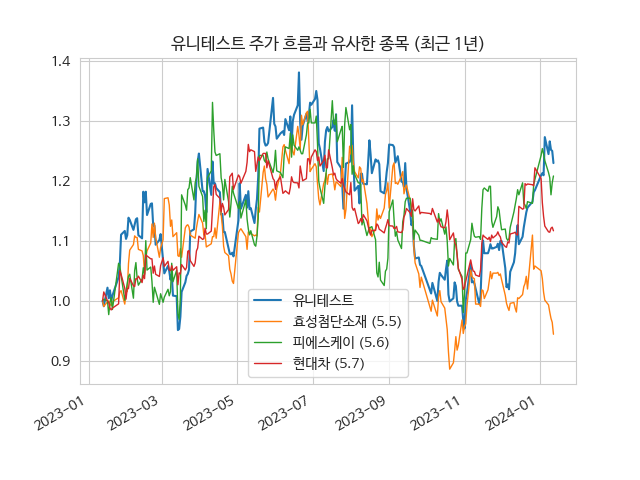 유니테스트 주가 흐름과 유사한 종목 (최근 1년)
1.4
1.3
1.2
1.1
1.0
0.9
유니테스트
효성첨단소재 (5.5)
피에스케이 (5.6)
현대차 (5.7)
2023-01
2023-03
2023-05
2023-07
2023-09
2023-11
2024-01